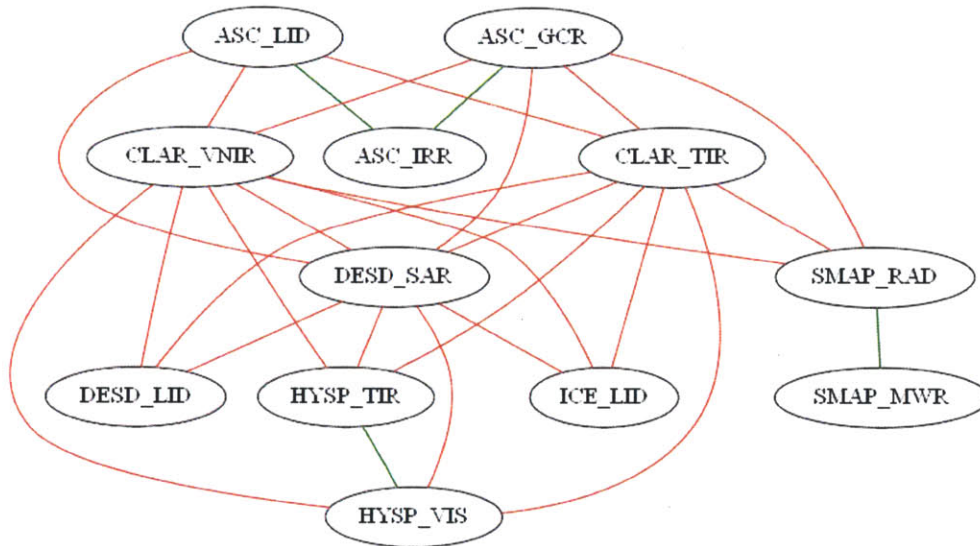 ASC_LID ASC_GCR
CLAR_VNIR ASC_IRR CLAR_TIR
DESD_SAR SMAP_RAD
DESD_LID HYSP_TIR ICE_LID SMAP_MWR
HYSP_VIS